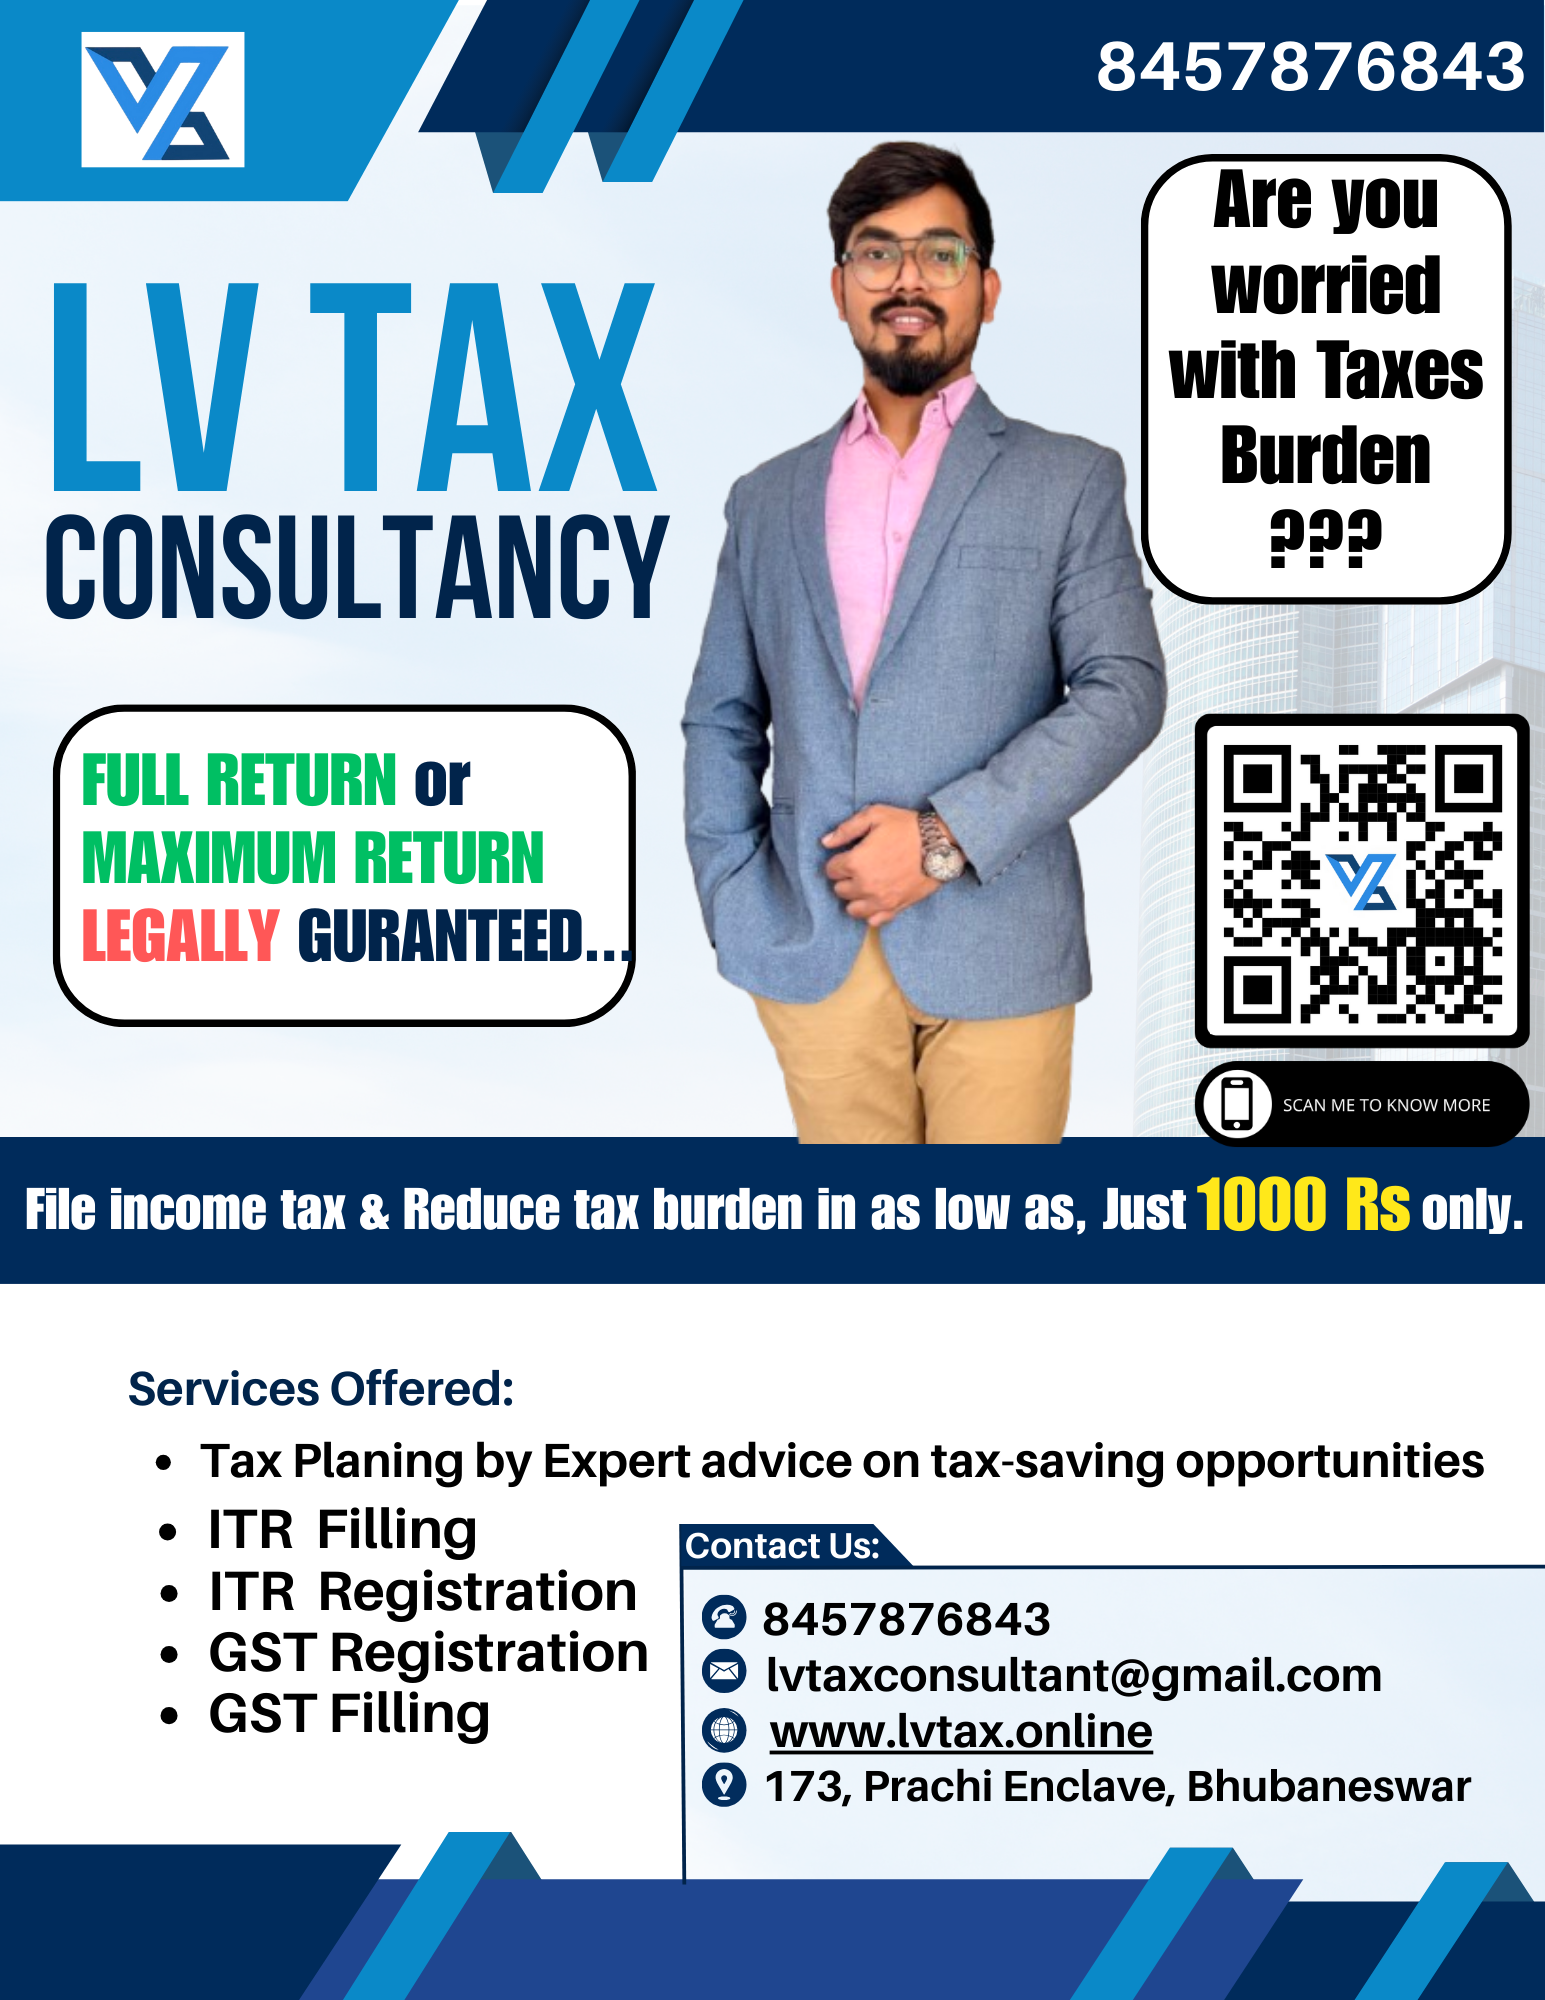 8457876843
LV TAX
CONSULTANCY
Are you
worried
with Taxes
Burden
???
FULL RETURN or
MAXIMUM RETURN
LEGALLY GURANTEED...
SCAN ME TO KNOW MORE
File income tax & Reduce tax burden in as low as, Just 1000 Rs only.
Services Offered:
• Tax Planing by Expert advice on tax-saving opportunities
• ITR Filling
• ITR Registration
• GST Registration
• GST Filling
Contact Us:
8457876843
lvtaxconsultant@gmail.com
www.lvtax.online
173, Prachi Enclave, Bhubaneswar